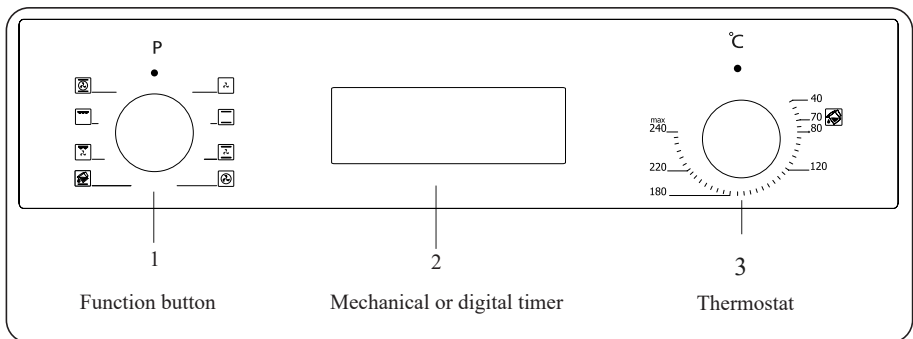 P
°C
40
70
80
120
180
220
max
240
1
2
3
Function button
Mechanical or digital timer
Thermostat